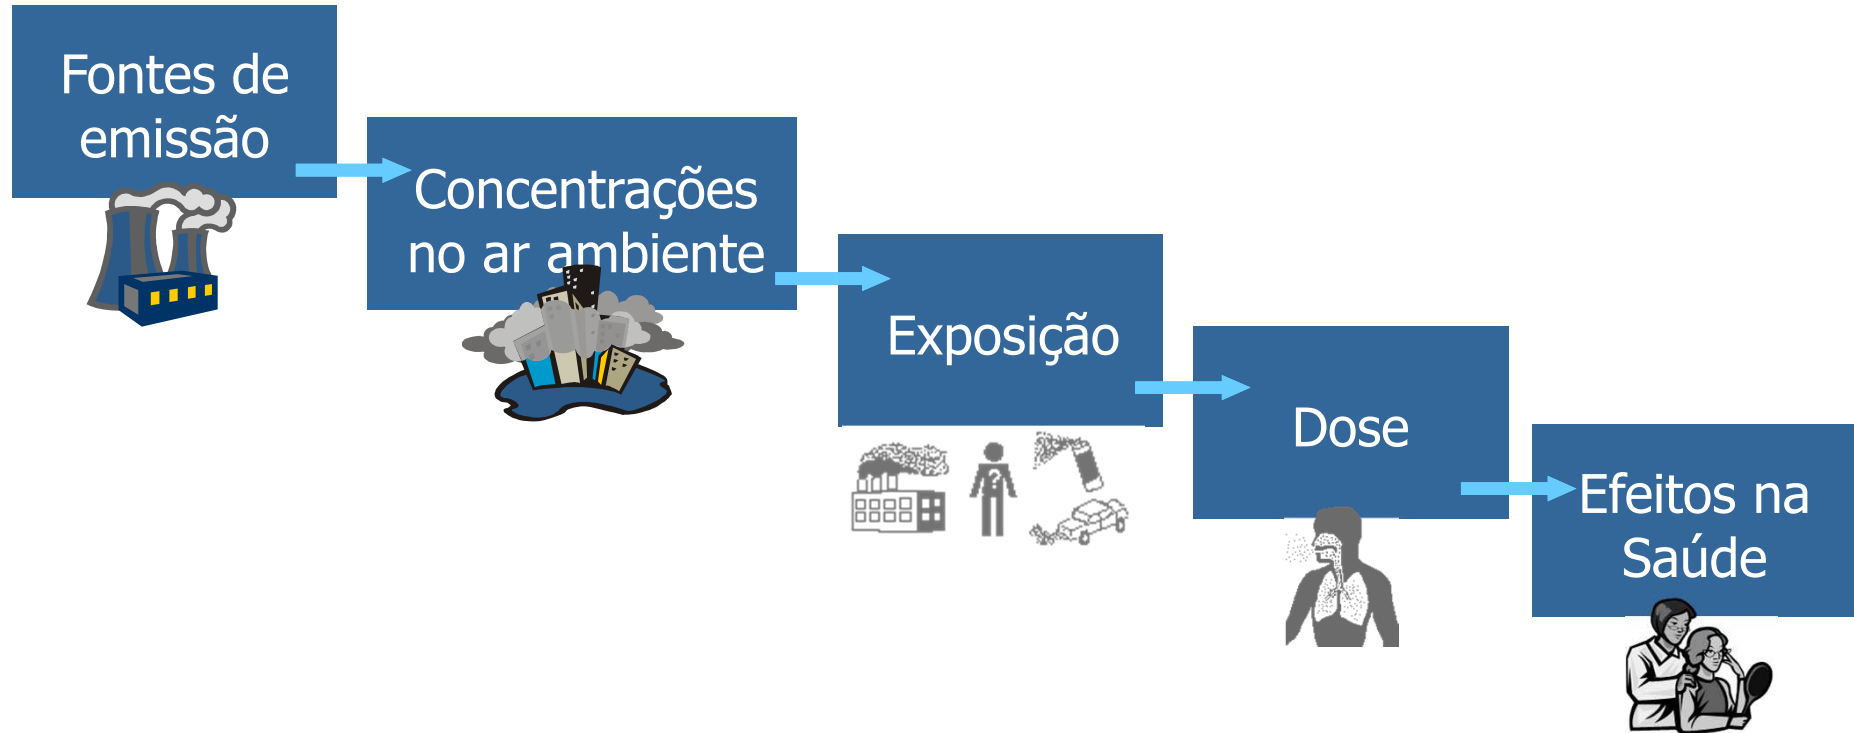 Fontes de
emissão
Concentrações
no ar ambiente
Exposição
Dose
Efeitos na
Saúde